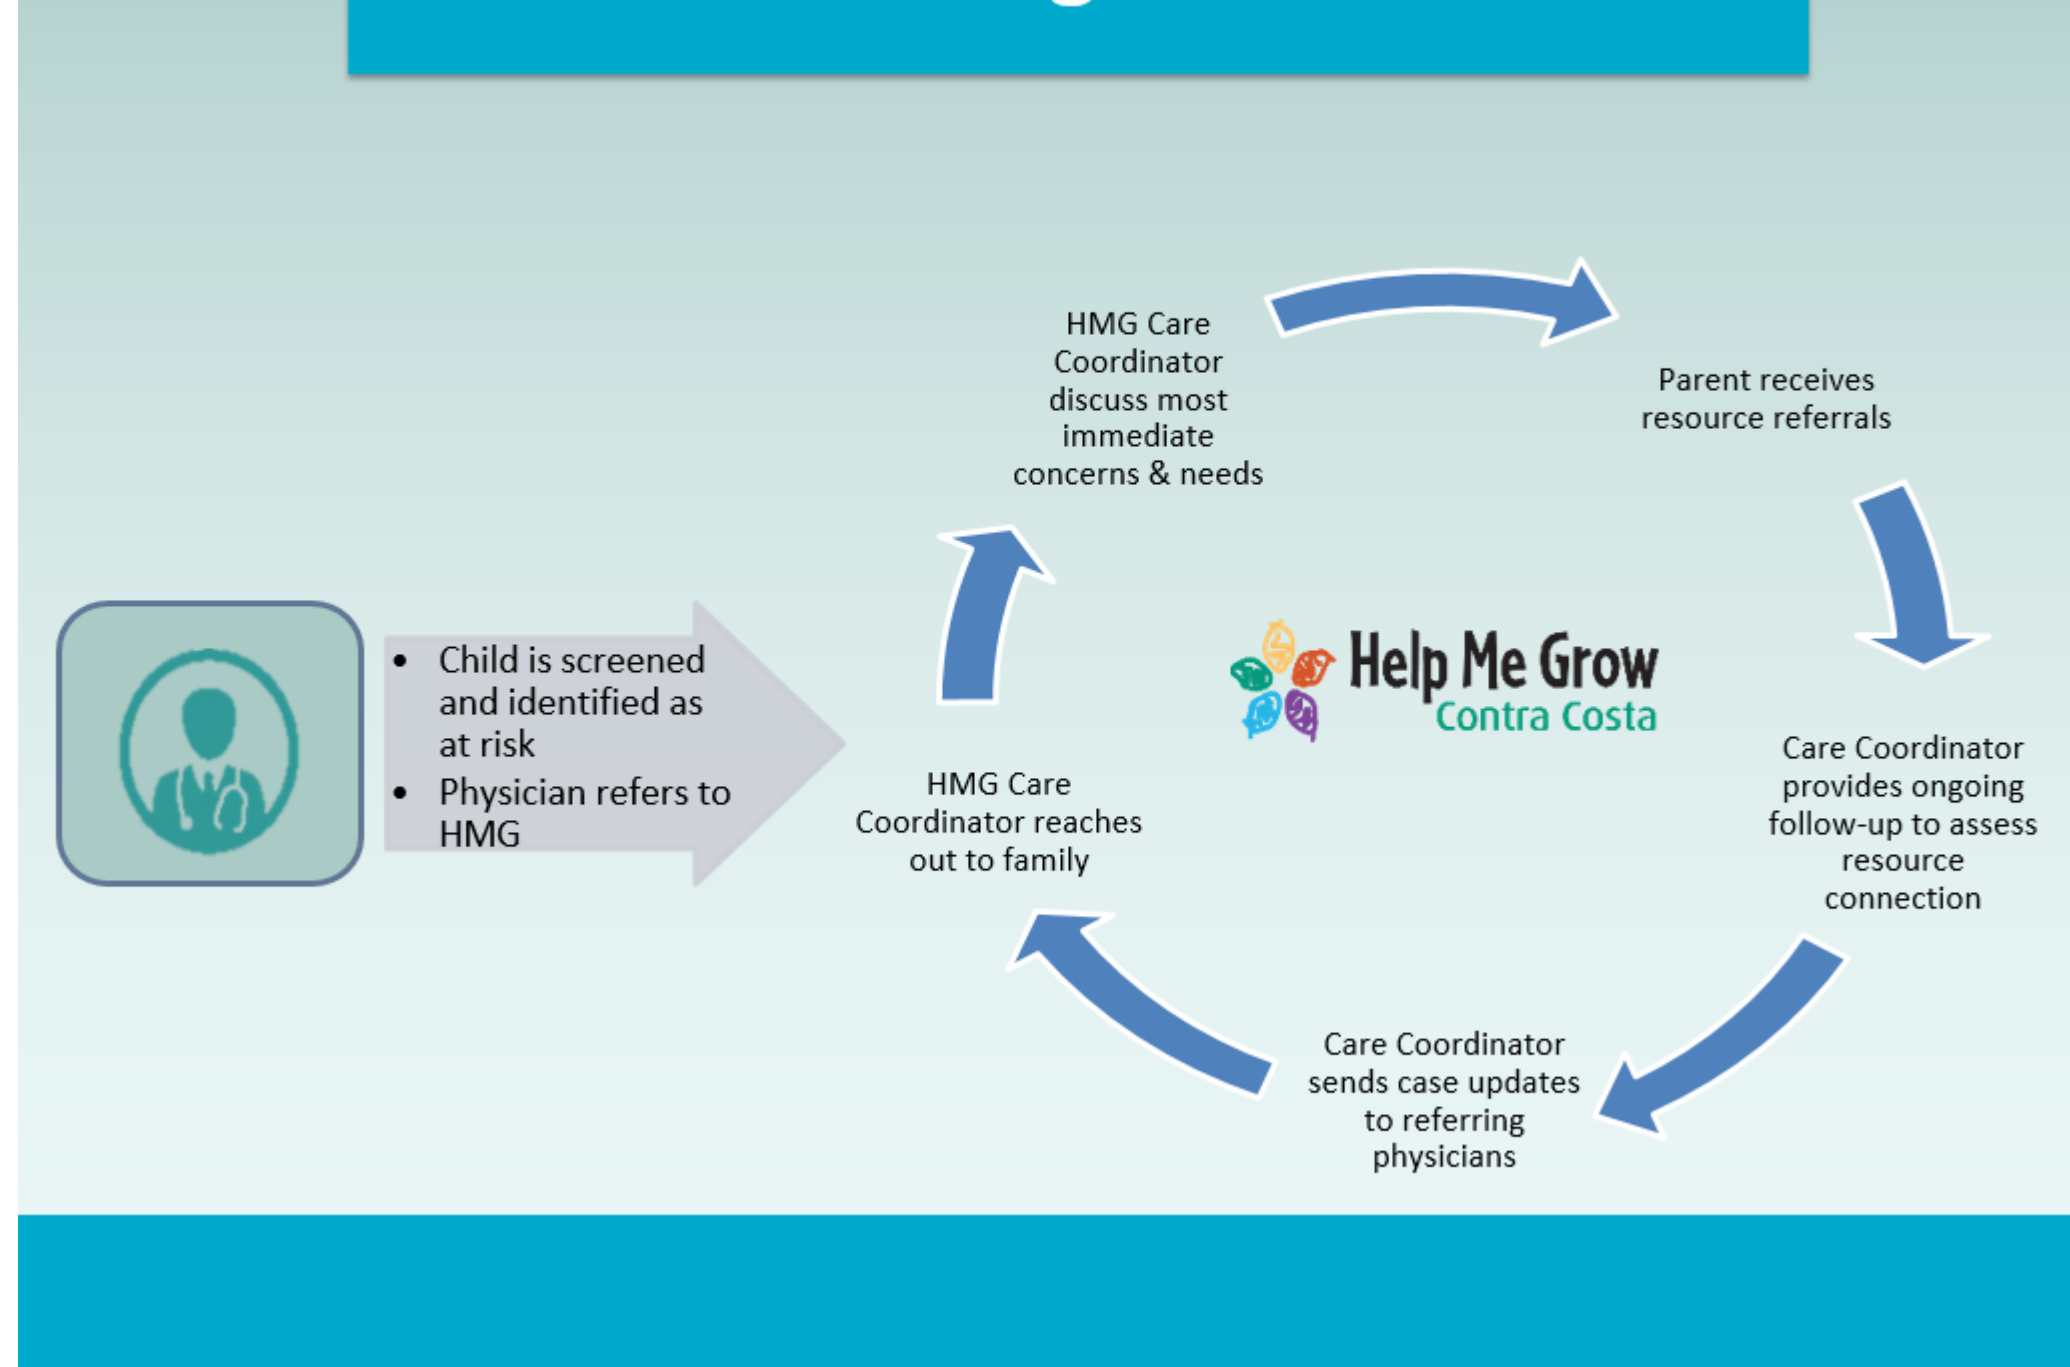 • Child is screened
and identified as
at risk
• Physician refers to
HMG
HMG Care
Coordinator reaches
out to family
HMG Care
Coordinator
discuss most
immediate
concerns & needs
Parent receives
resource referrals
Care Coordinator
provides ongoing
follow-up to assess
resource
connection
Care Coordinator
sends case updates
to referring
physicians
Help Me Grow
Contra Costa